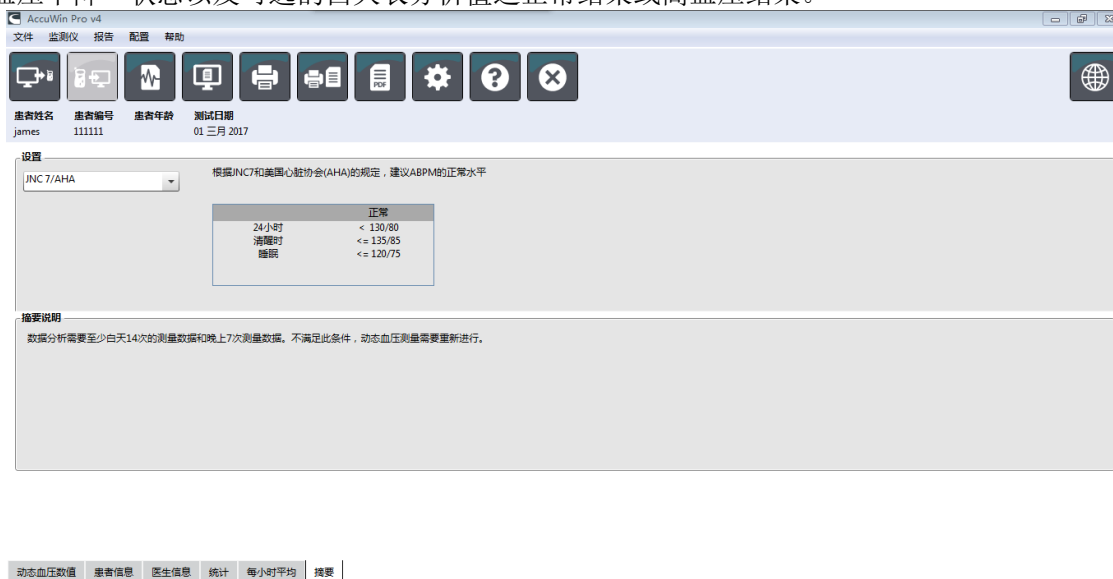 AccuWin Pro v4
文件 监测仪 报告 配置 帮助
PDF
患者姓名 患者编号 患者年龄 测试日期
james 111111 01 三月 2017
设置
JNC 7/AHA
根据JNC7和美国心脏协会(AHA)的规定，建议ABPM的正常水平
正常
24小时 < 130/80
清醒时 <= 135/85
睡眠 <= 120/75
摘要说明
数据分析需要至少白天14次的测量数据和晚上7次测量数据。不满足此条件，动态血压测量需要重新进行。
动态血压数值 患者信息 医生信息 统计 每小时平均 摘要